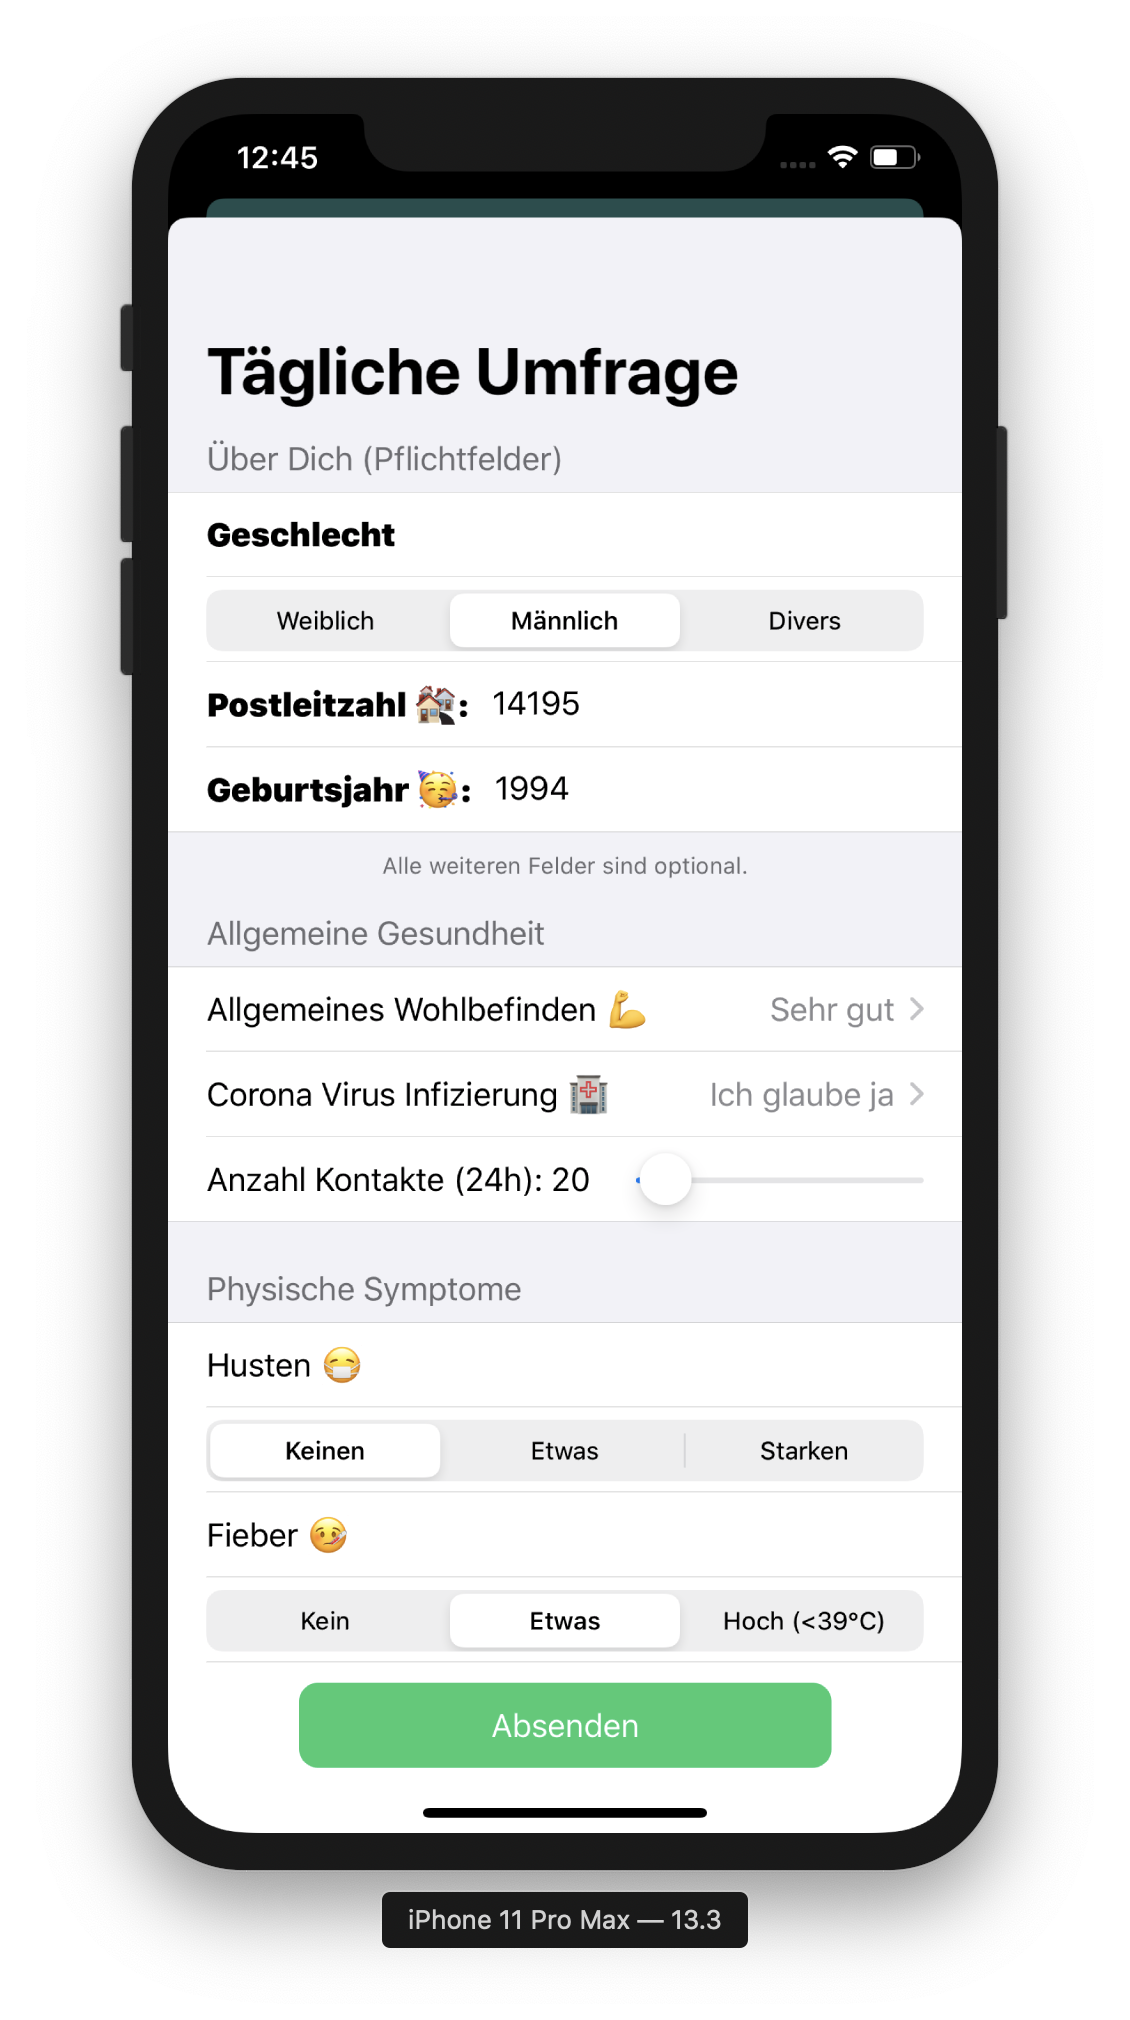 12:45
Tägliche Umfrage
Über Dich (Pflichtfelder)
Geschlecht
Weiblich Männlich Divers
Postleitzahl 🏘: 14195
Geburtsjahr 🥳: 1994
Alle weiteren Felder sind optional.
Allgemeine Gesundheit
Allgemeines Wohlbefinden 💪 Sehr gut
Corona Virus Infizierung 🏥 Ich glaube ja
Anzahl Kontakte (24h): 20
Physische Symptome
Husten 😷
Keinen Etwas Starken
Fieber 🤒
Kein Etwas Hoch (<39°C)
Absenden
iPhone 11 Pro Max — 13.3